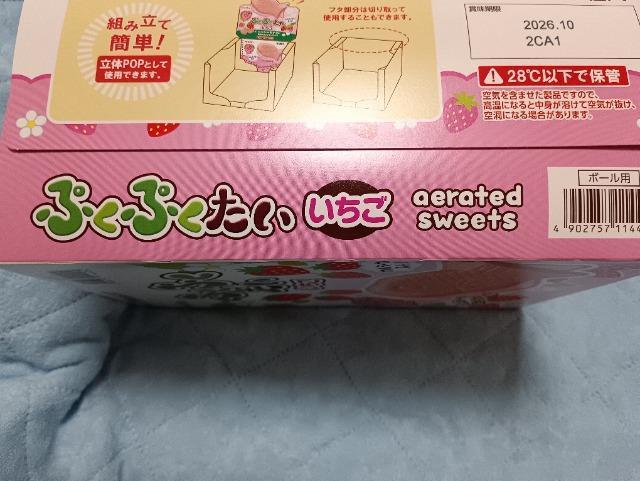 組み立て
簡単!
立体POPとして
使用できます。
フタ部分は切り取って
使用することもできます。
賞味期限
2026.10
2CA1
28℃以下で保管
空気を含ませた製品ですので、
高温になると中身が溶けて空気が抜け、
空洞になる場合があります。
ぷくぷくたい
いちご
aerated
sweets
ボール用
4 902757 1144